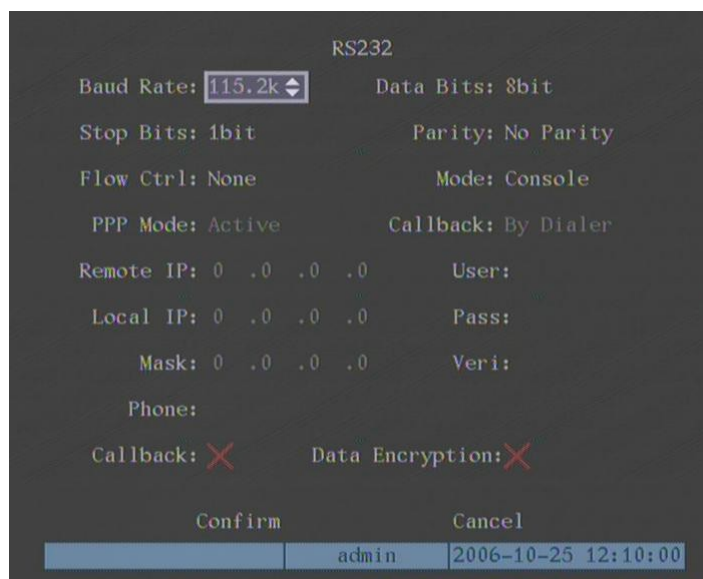 RS232
Baud Rate: 115.2k Data Bits: 8bit
Stop Bits: 1bit Parity: No Parity
Flow Ctrl: None Mode: Console
PPP Mode: Active Callback: By Dialer
Remote IP: 0 .0 .0 .0 User:
Local IP: 0 .0 .0 .0 Pass:
Mask: 0 .0 .0 .0 Veri:
Phone:
Callback: Data Encryption:
Confirm Cancel
admin 2006-10-25 12:10:00